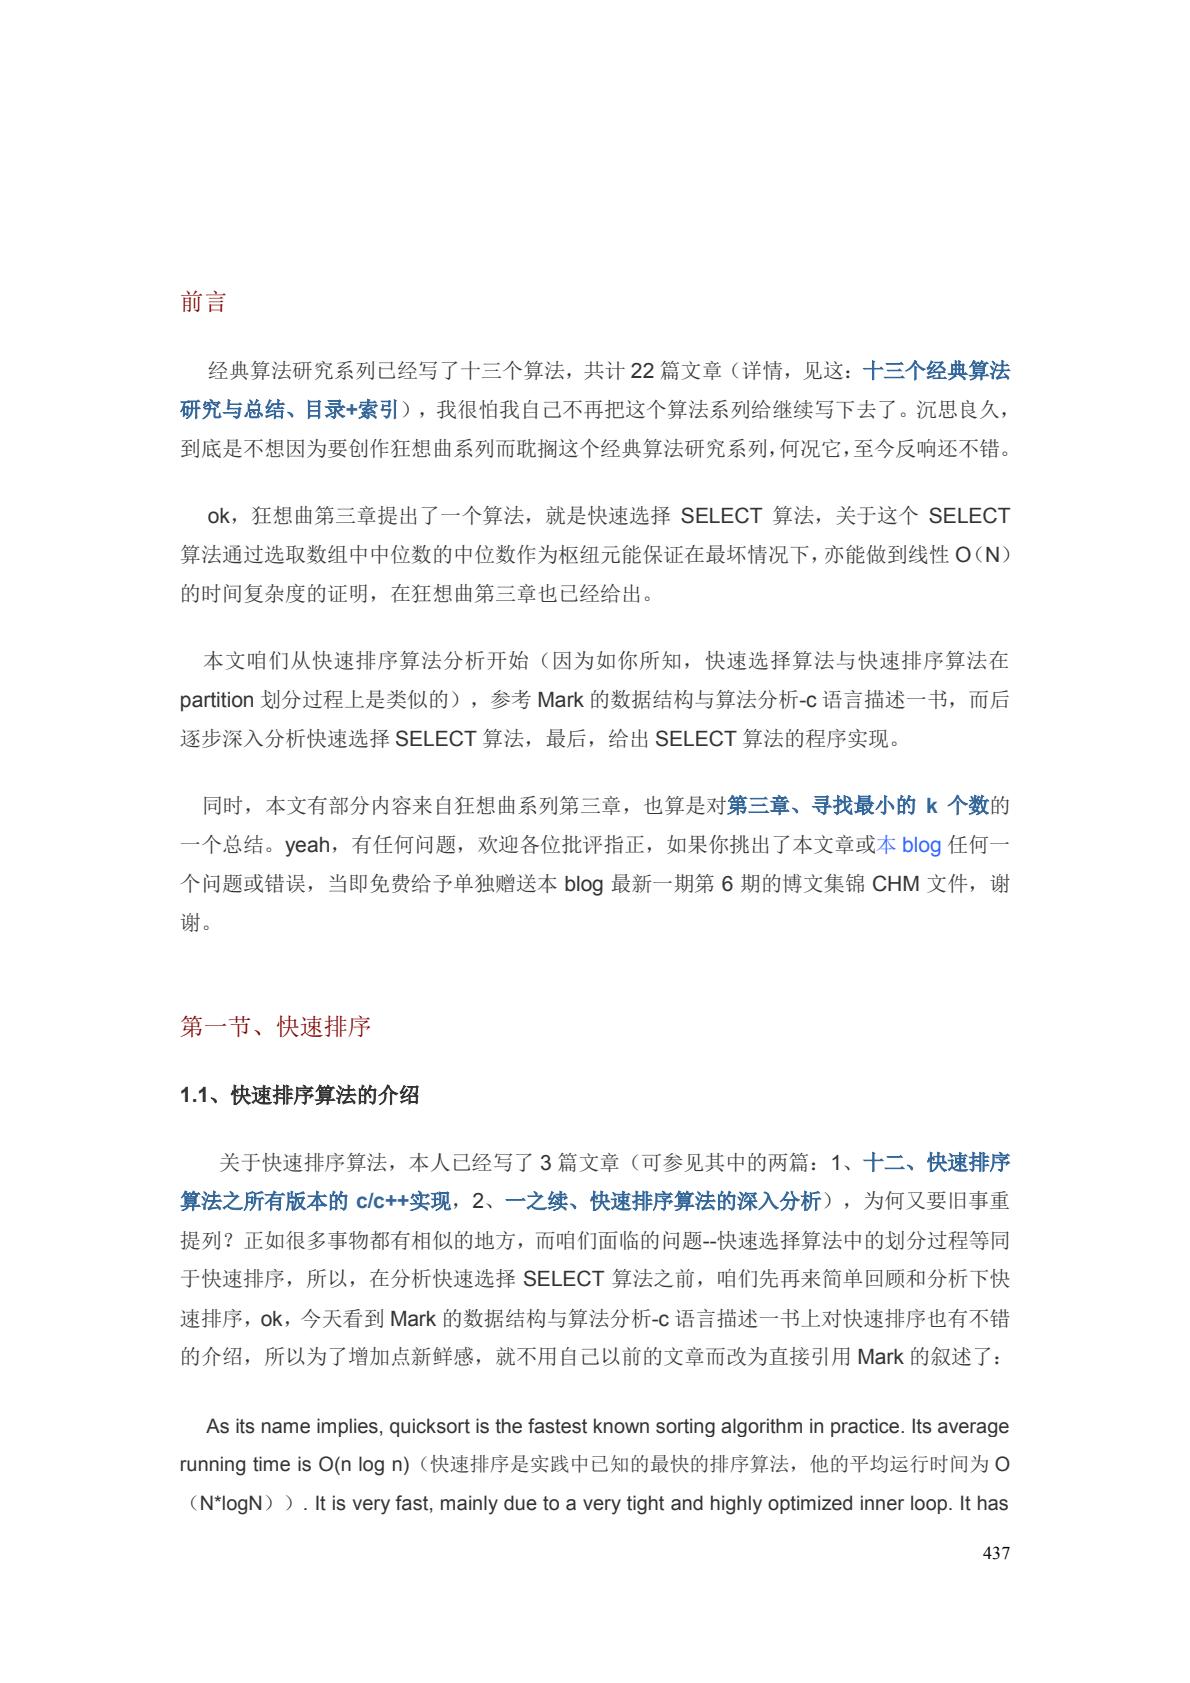 前言
经典算法研究系列已经写了十三个算法，共计 22 篇文章（详情，见这：十三个经典算法
研究与总结、目录+索引），我很怕我自己不再把这个算法系列给继续写下去了。沉思良久，
到底是不想因为要创作狂想曲系列而耽搁这个经典算法研究系列，何况它，至今反响还不错。
ok，狂想曲第三章提出了一个算法，就是快速选择 SELECT 算法，关于这个 SELECT
算法通过选取数组中中位数的中位数作为枢纽元能保证在最坏情况下，亦能做到线性 O（N）
的时间复杂度的证明，在狂想曲第三章也已经给出。
本文咱们从快速排序算法分析开始（因为如你所知，快速选择算法与快速排序算法在
partition 划分过程上是类似的），参考 Mark 的数据结构与算法分析-c 语言描述一书，而后
逐步深入分析快速选择 SELECT 算法，最后，给出 SELECT 算法的程序实现。
同时，本文有部分内容来自狂想曲系列第三章，也算是对第三章、寻找最小的 k 个数的
一个总结。yeah，有任何问题，欢迎各位批评指正，如果你挑出了本文章或本 blog 任何一
个问题或错误，当即免费给予单独赠送本 blog 最新一期第 6 期的博文集锦 CHM 文件，谢
谢。
第一节、快速排序
1.1、快速排序算法的介绍
关于快速排序算法，本人已经写了 3 篇文章（可参见其中的两篇：1、十二、快速排序
算法之所有版本的 c/c++实现，2、一之续、快速排序算法的深入分析），为何又要旧事重
提列？正如很多事物都有相似的地方，而咱们面临的问题--快速选择算法中的划分过程等同
于快速排序，所以，在分析快速选择 SELECT 算法之前，咱们先再来简单回顾和分析下快
速排序，ok，今天看到 Mark 的数据结构与算法分析-c 语言描述一书上对快速排序也有不错
的介绍，所以为了增加点新鲜感，就不用自己以前的文章而改为直接引用 Mark 的叙述了：
As its name implies, quicksort is the fastest known sorting algorithm in practice. Its average
running time is O(n log n)（快速排序是实践中已知的最快的排序算法，他的平均运行时间为 O
（N*logN））. It is very fast, mainly due to a very tight and highly optimized inner loop. It has
437